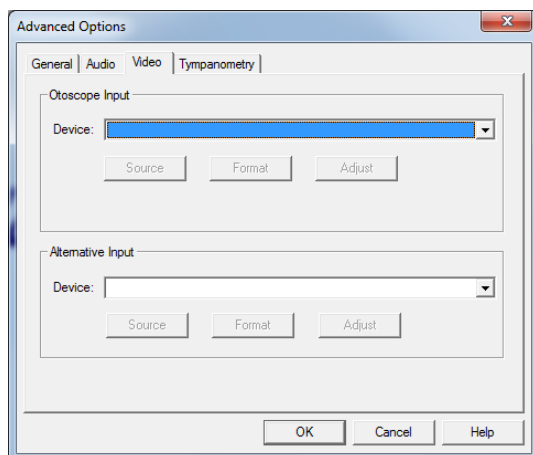 Advanced Options
General Audio Video Tympanometry
Otoscope Input
Device:
Source Format Adjust
Alternative Input
Device:
Source Format Adjust
OK Cancel Help